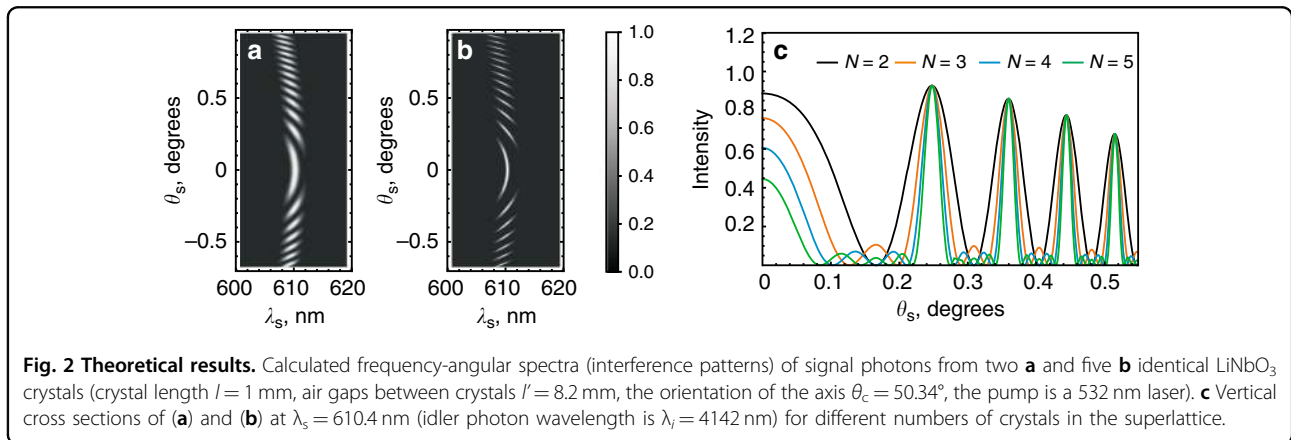 a
b
c
1.0
0.8
0.6
0.4
0.2
0.0
0.5
0
–0.5
θs, degrees
600 610 620
λs, nm
0.5
0
–0.5
θs, degrees
600 610 620
λs, nm
N = 2 N = 3 N = 4 N = 5
1.2
1.0
0.8
0.6
0.4
0.2
Intensity
0 0.1 0.2 0.3 0.4 0.5
θs, degrees
Fig. 2 Theoretical results. Calculated frequency-angular spectra (interference patterns) of signal photons from two a and five b identical LiNbO3
crystals (crystal length l = 1 mm, air gaps between crystals l′ = 8.2 mm, the orientation of the axis θc = 50.34°, the pump is a 532 nm laser). c Vertical
cross sections of (a) and (b) at λs = 610.4 nm (idler photon wavelength is λi = 4142 nm) for different numbers of crystals in the superlattice.